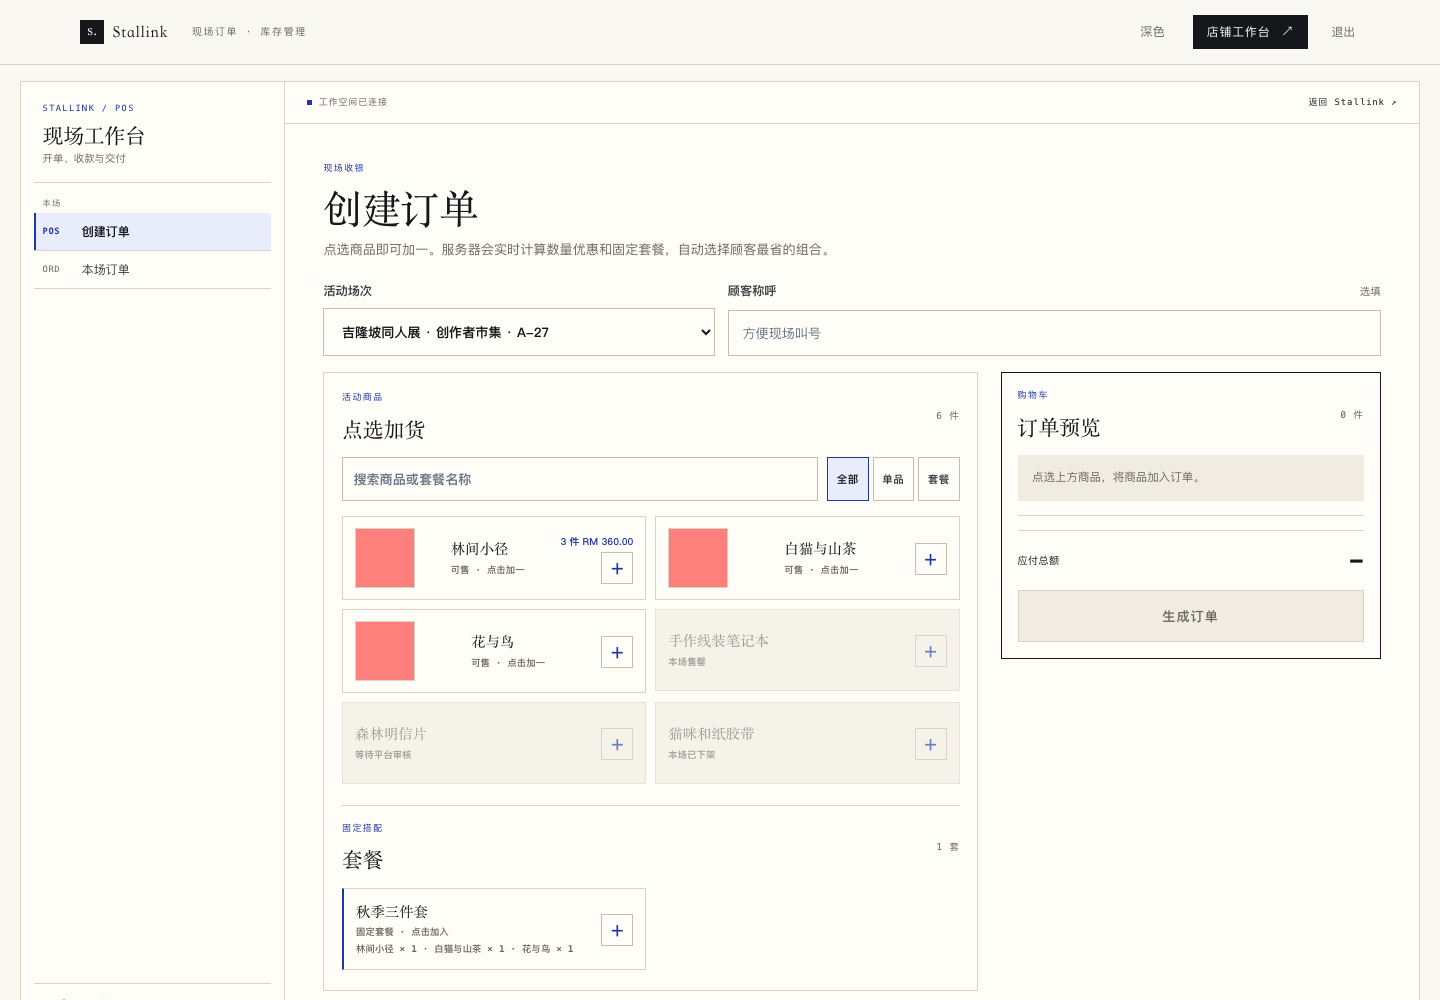 S. Stallink 现场订单 · 库存管理 深色 店铺工作台 ↗ 退出
STALLINK / POS
现场工作台
开单、收款与交付
本场
POS 创建订单
ORD 本场订单
工作空间已连接 返回 Stallink ↗
现场收银
创建订单
点选商品即可加一。服务器会实时计算数量优惠和固定套餐，自动选择顾客最省的组合。
活动场次
吉隆坡同人展 · 创作者市集 · A-27
顾客称呼 选填
方便现场叫号
活动商品
点选加货
6 件
搜索商品或套餐名称 全部 单品 套餐
林间小径
可售 · 点击加一
3 件 RM 360.00
+
白猫与山茶
可售 · 点击加一
+
花与鸟
可售 · 点击加一
+
手作线装笔记本
本场售罄
+
森林明信片
等待平台审核
+
猫咪和纸胶带
本场已下架
+
固定搭配
套餐
1 套
秋季三件套
固定套餐 · 点击加入
林间小径 × 1 · 白猫与山茶 × 1 · 花与鸟 × 1
+
购物车
订单预览
0 件
点选上方商品，将商品加入订单。
应付总额 —
生成订单